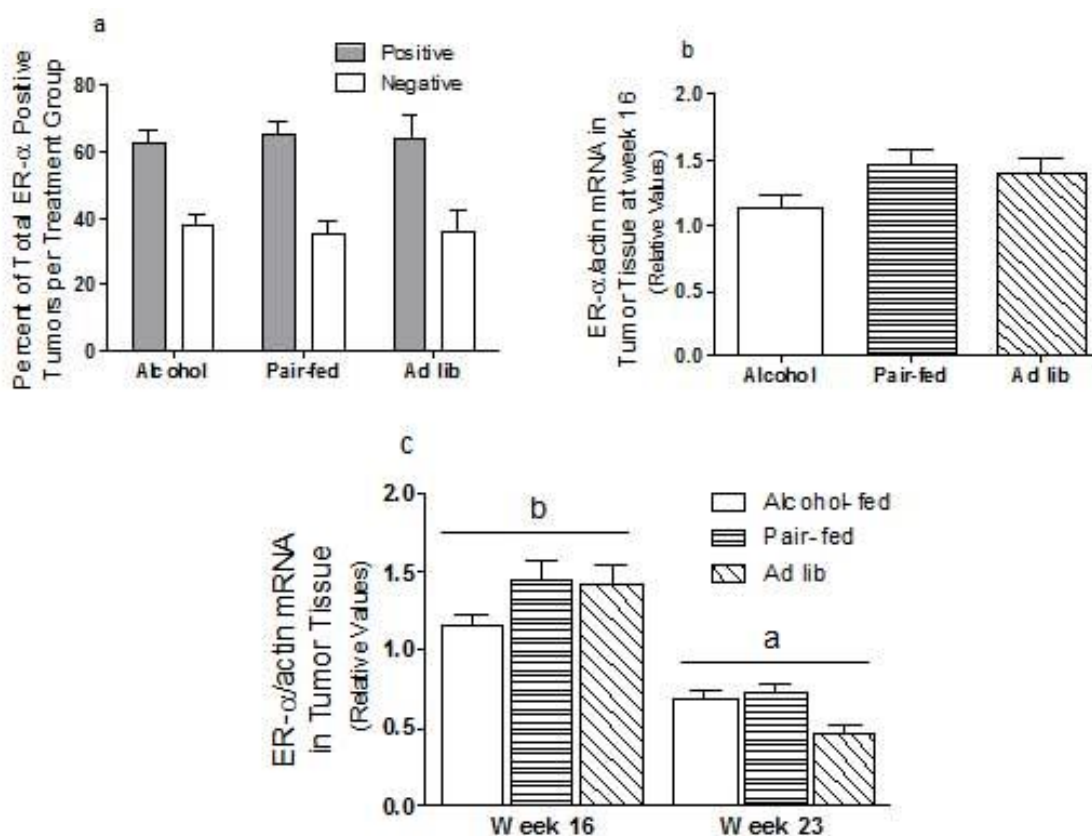 a
Positive
Negative
Percent of Total ER-α Positive
Tumors per Treatment Group
80
60
40
20
0
Alcohol Pair-fed Ad lib
b
ER-α/actin mRNA in
Tumor Tissue at week 16
(Relative Values)
2.0
1.5
1.0
0.5
0.0
Alcohol Pair-fed Ad lib
c
ER-α/actin mRNA
in Tumor Tissue
(Relative Values)
2.0
1.5
1.0
0.5
0.0
b
a
Alcohol-fed
Pair-fed
Ad lib
Week 16 Week 23